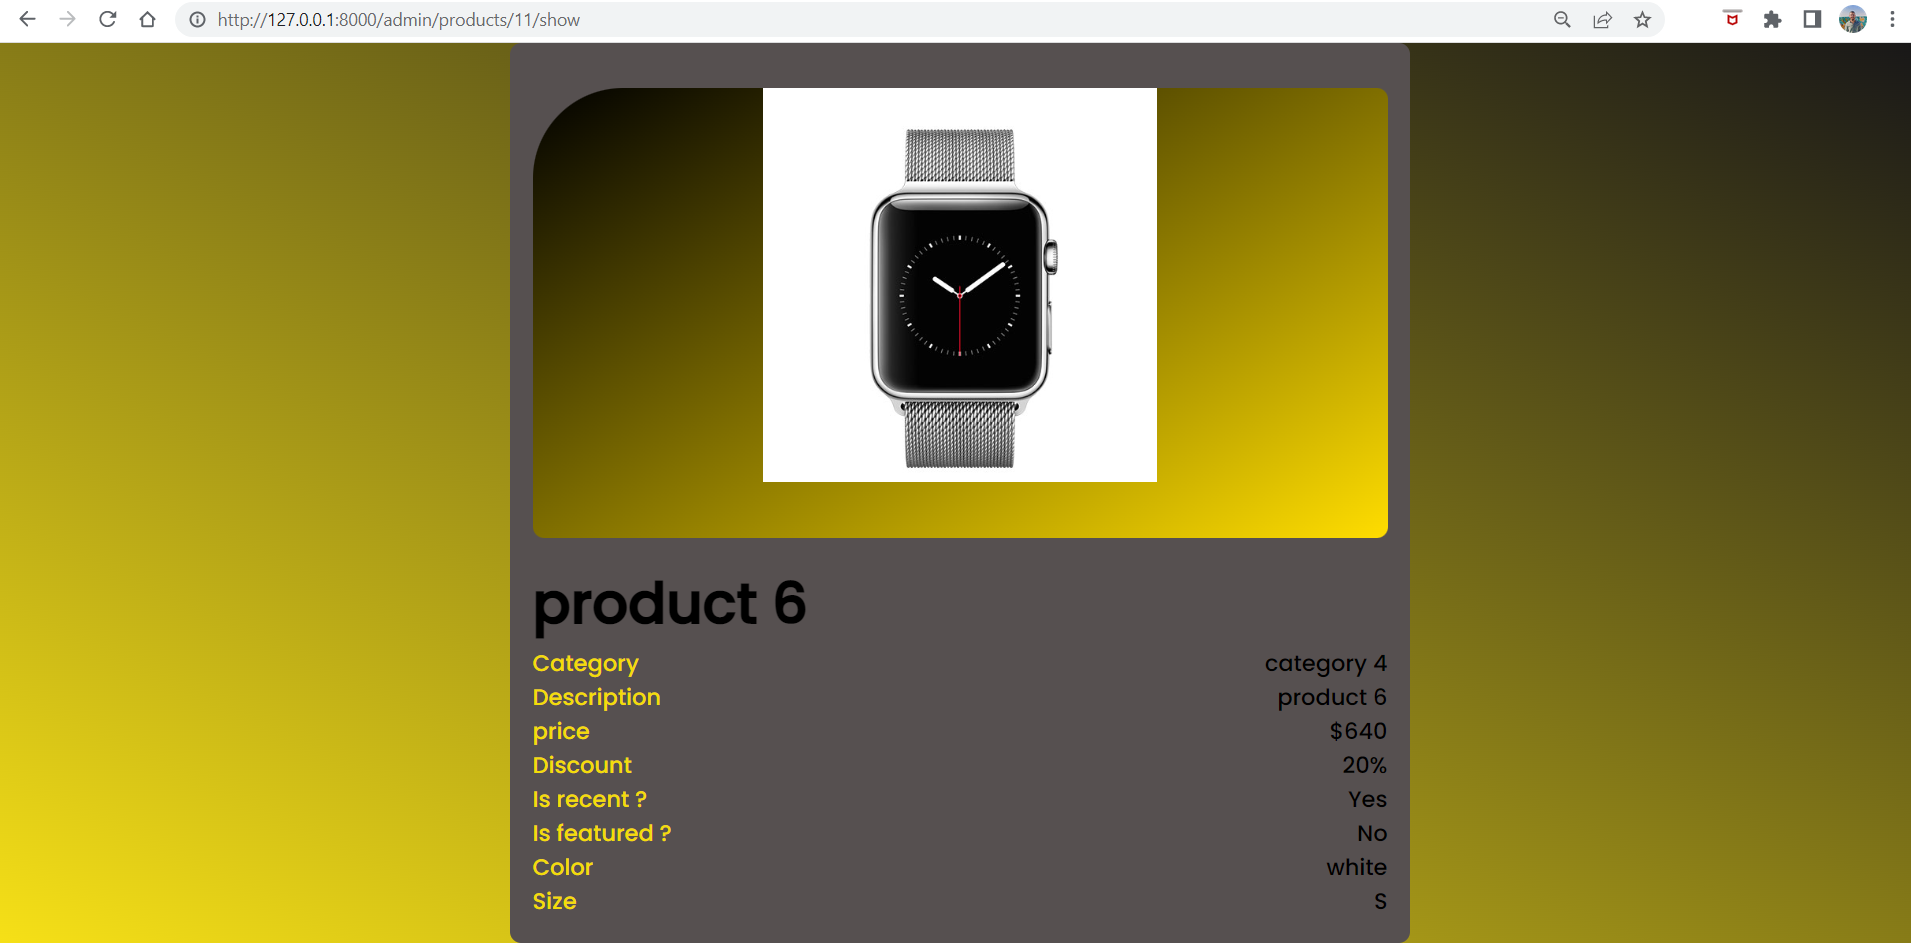 http://127.0.0.1:8000/admin/products/11/show
product 6
Category category 4
Description product 6
price $640
Discount 20%
Is recent ? Yes
Is featured ? No
Color white
Size S